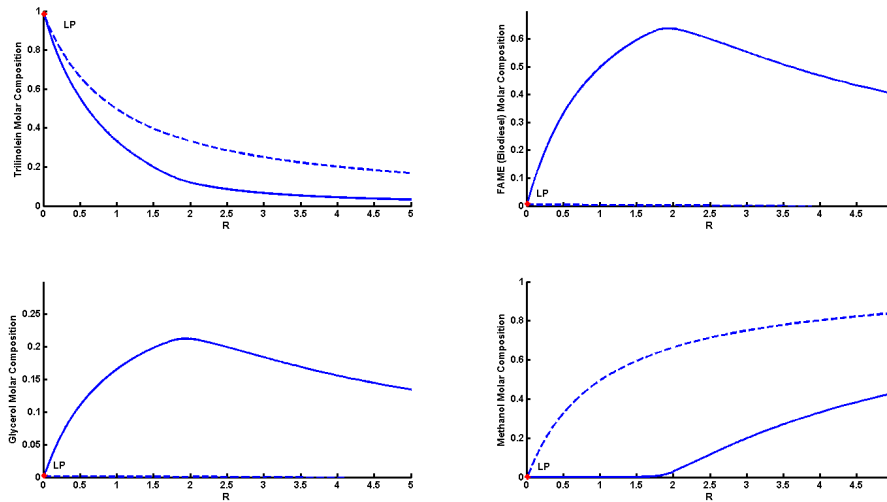 Trilinolein Molar Composition
1
0.8
0.6
0.4
0.2
0
LP
0 0.5 1 1.5 2 2.5 3 3.5 4 4.5 5
R
FAME (Biodiesel) Molar Composition
0.6
0.5
0.4
0.3
0.2
0.1
0
LP
0 0.5 1 1.5 2 2.5 3 3.5 4 4.5
R
Glycerol Molar Composition
0.25
0.2
0.15
0.1
0.05
0
LP
0 0.5 1 1.5 2 2.5 3 3.5 4 4.5 5
R
Methanol Molar Composition
1
0.8
0.6
0.4
0.2
0
LP
0 0.5 1 1.5 2 2.5 3 3.5 4 4.5
R